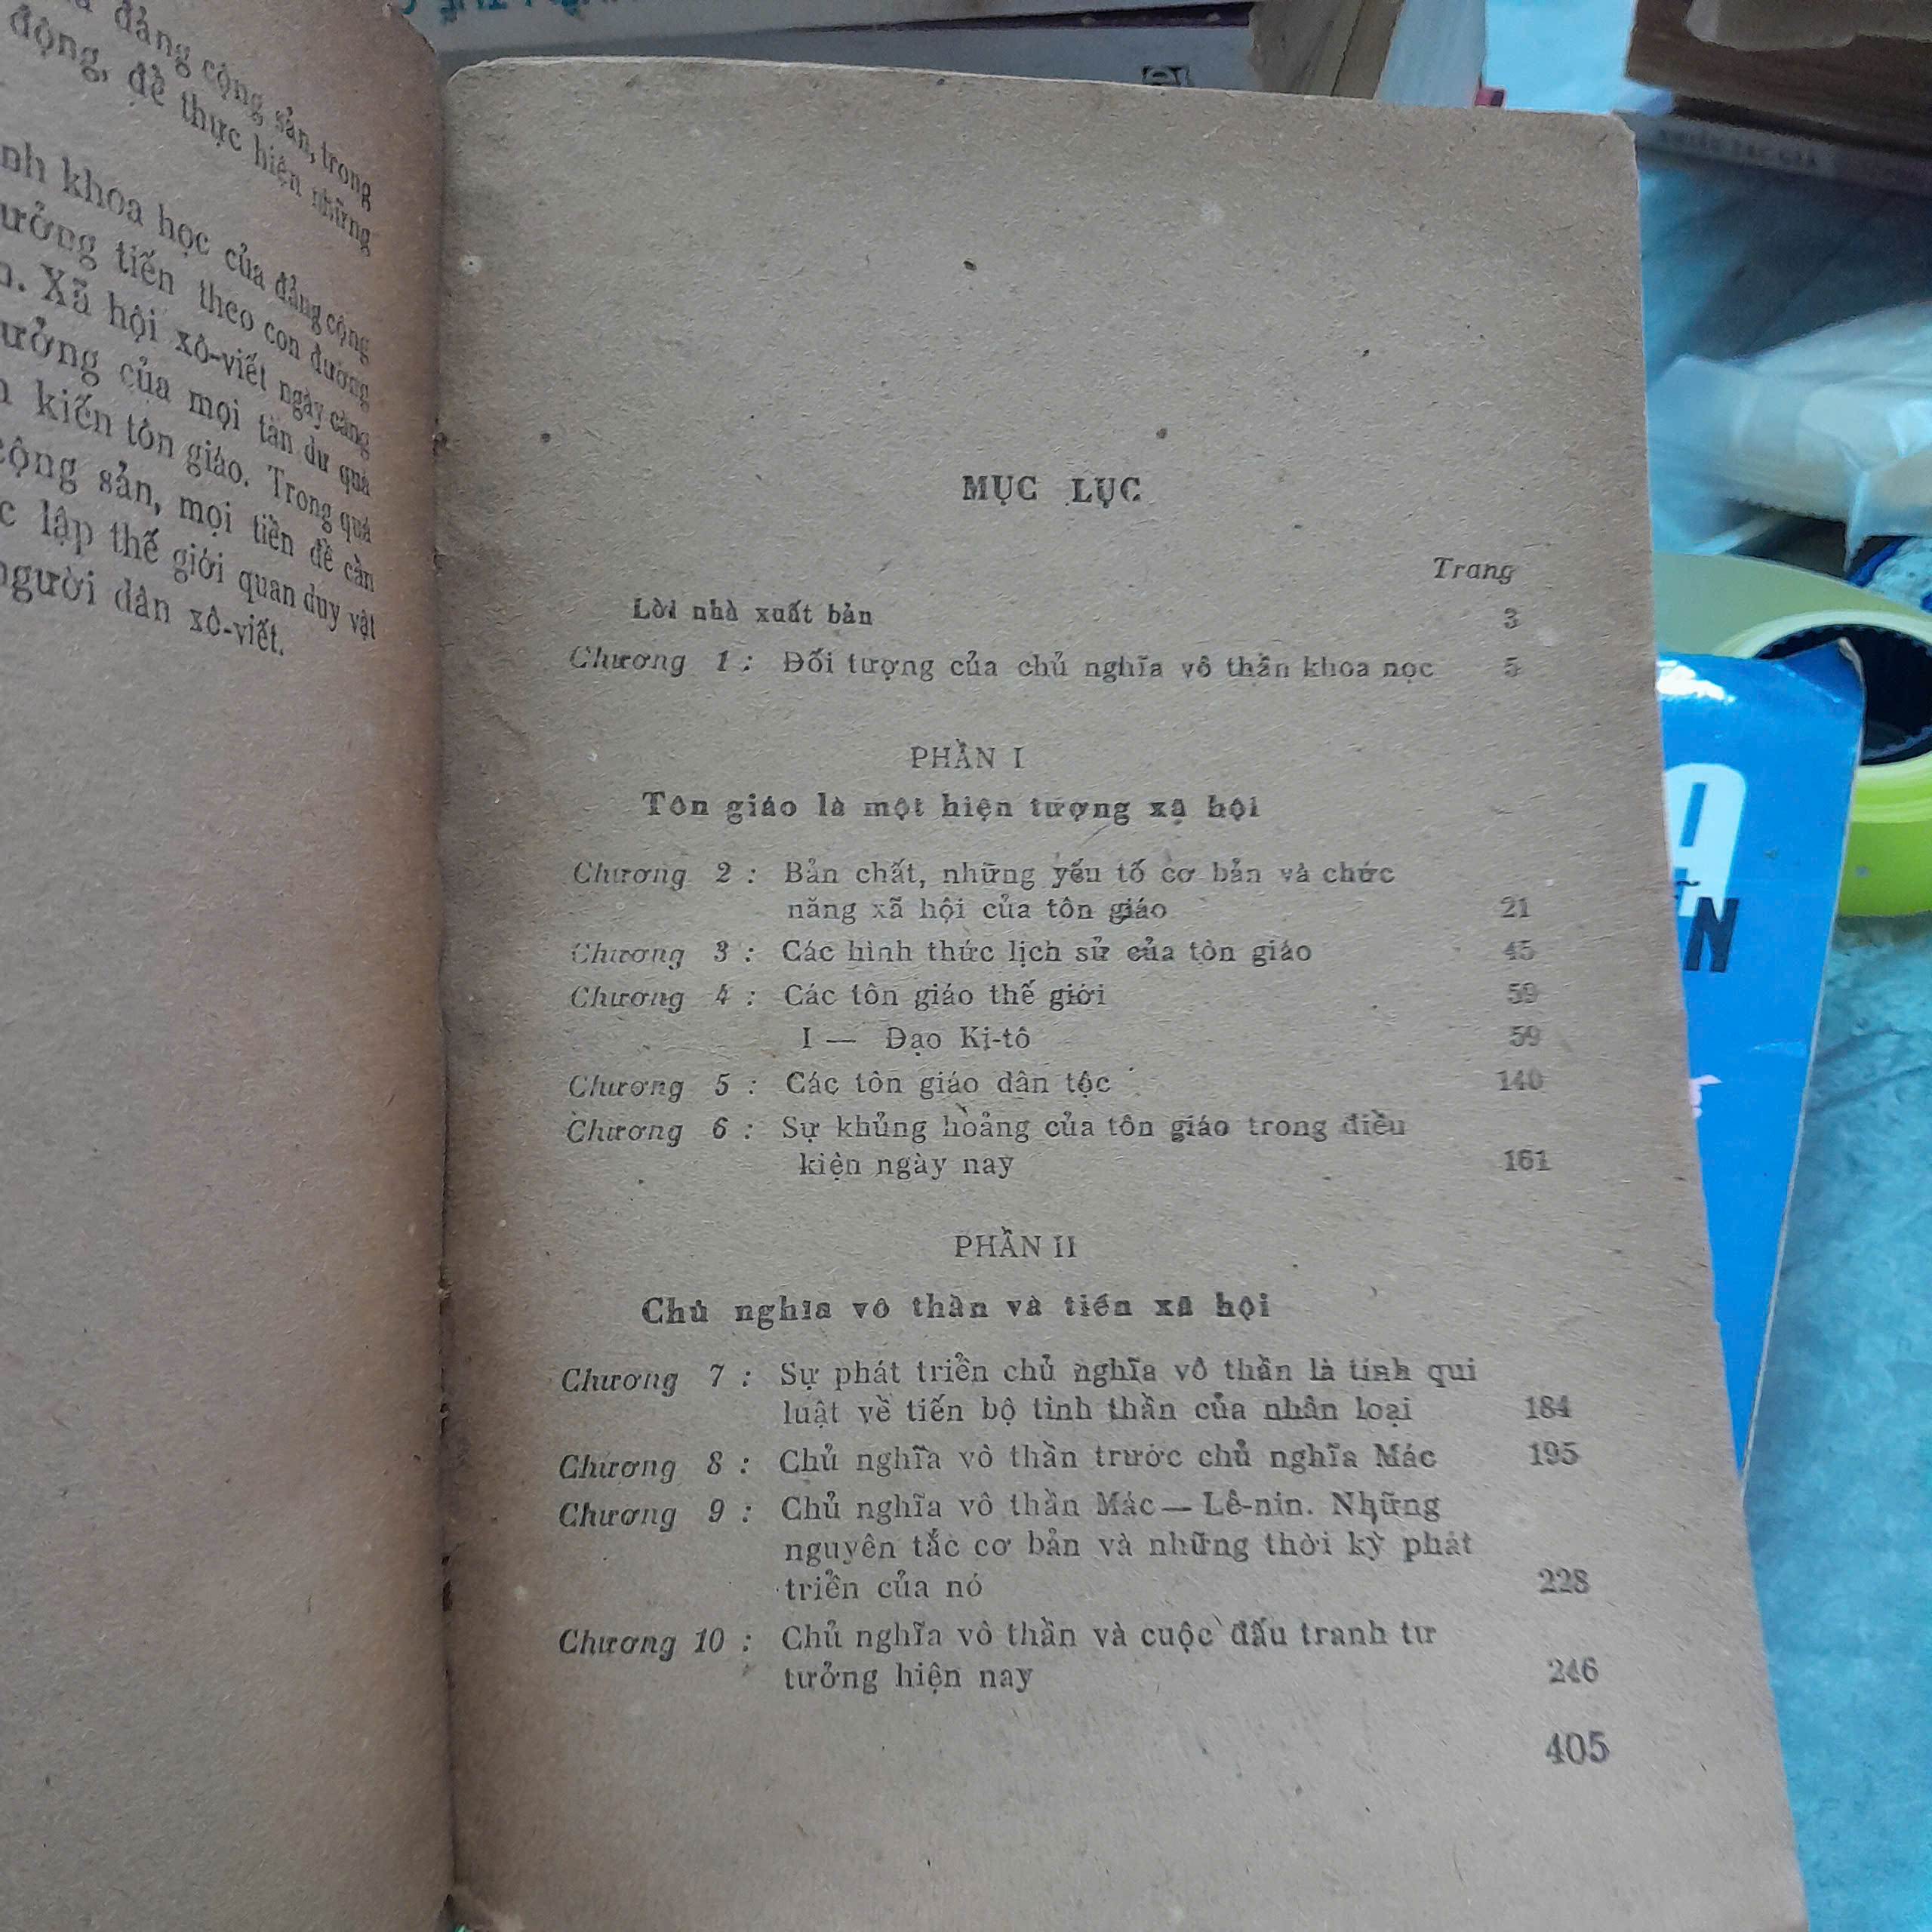 đảng cộng sản, trong
động, để thực hiện những
khoa học của đảng cộng
tiến theo con đường
Xã hội xô-viết ngày càng
của mọi tàn dư quá
kiến tôn giáo. Trong quá
cộng sản, mọi tiền đề cần
lập thế giới quan duy vật
người dân xô-viết.
MỤC LỤC
Trang
Lời nhà xuất bản 3
Chương 1 : Đối tượng của chủ nghĩa vô thần khoa nọc 5
PHẦN I
Tôn giáo là một hiện tượng xạ hội
Chương 2 : Bản chất, những yếu tố cơ bản và chức
năng xã hội của tôn giáo 21
Chương 3 : Các hình thức lịch sử của tôn giáo 45
Chương 4 : Các tôn giáo thế giới 59
I — Đạo Ki-tô 59
Chương 5 : Các tôn giáo dân tộc 140
Chương 6 : Sự khủng hoảng của tôn giáo trong điều
kiện ngày nay 161
PHẦN II
Chủ nghĩa vô thần và tiến xã hội
Chương 7 : Sự phát triển chủ nghĩa vô thần là tính qui
luật về tiến bộ tinh thần của nhân loại 184
Chương 8 : Chủ nghĩa vô thần trước chủ nghĩa Mác 195
Chương 9 : Chủ nghĩa vô thần Mác — Lê-nin. Những
nguyên tắc cơ bản và những thời kỳ phát
triển của nó 228
Chương 10 : Chủ nghĩa vô thần và cuộc đấu tranh tư
tưởng hiện nay 246
405